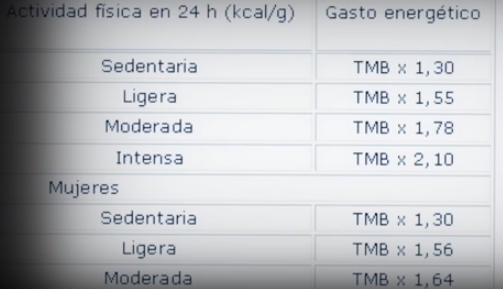 Actividad física en 24 h (kcal/g) Gasto energético
Sedentaria TMB x 1,30
Ligera TMB x 1,55
Moderada TMB x 1,78
Intensa TMB x 2,10
Mujeres
Sedentaria TMB x 1,30
Ligera TMB x 1,56
Moderada TMB x 1,64